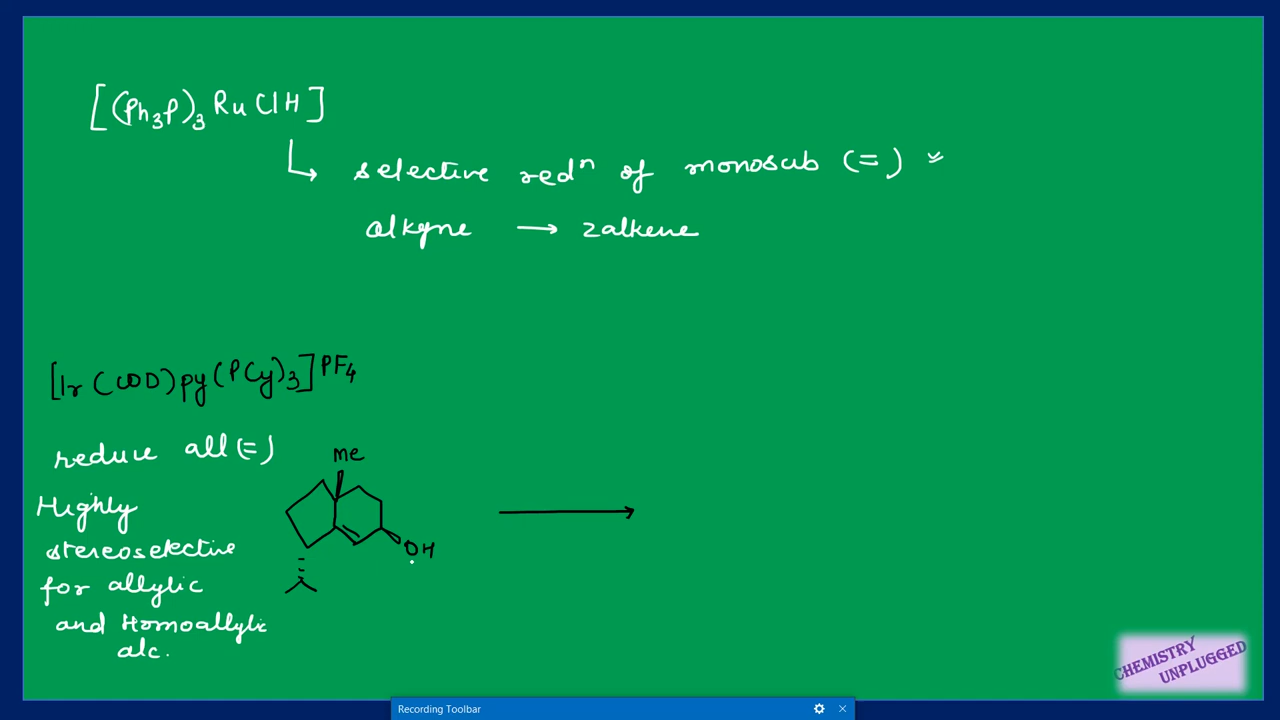 [(Ph3P)3 RuClH]
↳ selective redⁿ of monosub (=)
alkyne → zalkene
[Ir(COD)py(PCy)3]PF4
reduce all (=)
Me
Highly
stereoselective
OH
for allylic
and Homoallylic
alc.
CHEMISTRY
UNPLUGGED
Recording Toolbar